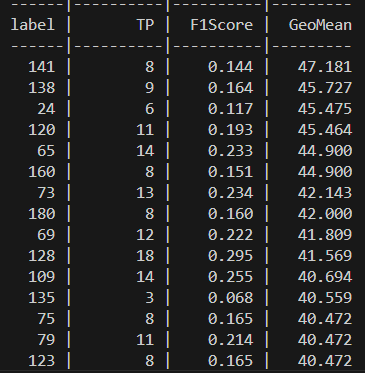 ------|----------|----------|---------
label |       TP |  F1Score |  GeoMean
------|----------|----------|---------
  141 |        8 |    0.144 |   47.181
  138 |        9 |    0.164 |   45.727
   24 |        6 |    0.117 |   45.475
  120 |       11 |    0.193 |   45.464
   65 |       14 |    0.233 |   44.900
  160 |        8 |    0.151 |   44.900
   73 |       13 |    0.234 |   42.143
  180 |        8 |    0.160 |   42.000
   69 |       12 |    0.222 |   41.809
  128 |       18 |    0.295 |   41.569
  109 |       14 |    0.255 |   40.694
  135 |        3 |    0.068 |   40.559
   75 |        8 |    0.165 |   40.472
   79 |       11 |    0.214 |   40.472
  123 |        8 |    0.165 |   40.472